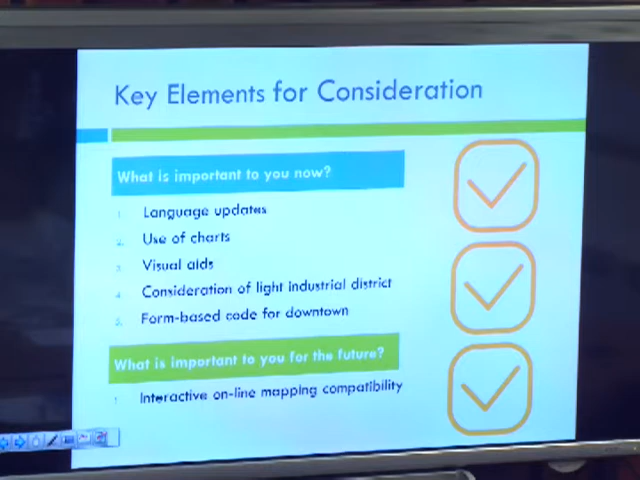 Key Elements for Consideration
What is important to you now?
1. Language updates
2. Use of charts
3. Visual aids
4. Consideration of light industrial district
5. Form-based code for downtown
What is important to you for the future?
1. Interactive on-line mapping compatibility